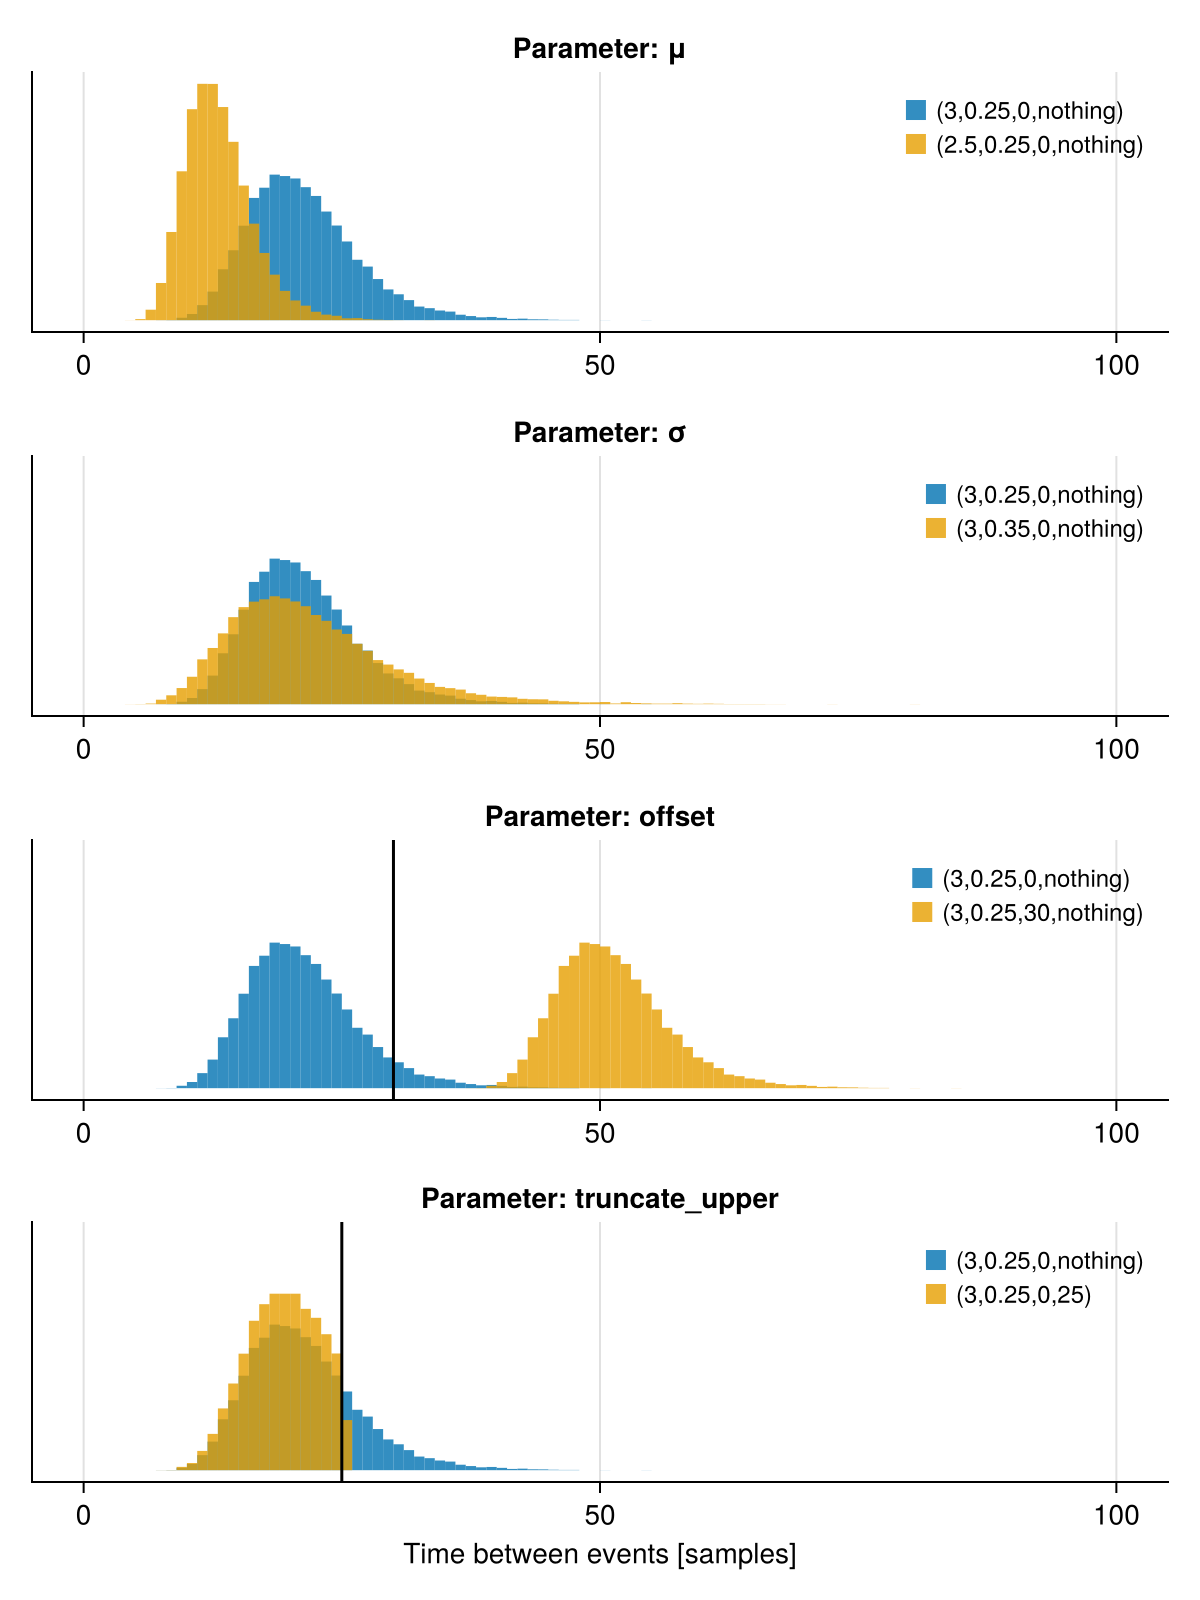 Parameter: μ
(3,0.25,0,nothing)
(2.5,0.25,0,nothing)
0 50 100
Parameter: σ
(3,0.25,0,nothing)
(3,0.35,0,nothing)
0 50 100
Parameter: offset
(3,0.25,0,nothing)
(3,0.25,30,nothing)
0 50 100
Parameter: truncate_upper
(3,0.25,0,nothing)
(3,0.25,0,25)
0 50 100
Time between events [samples]